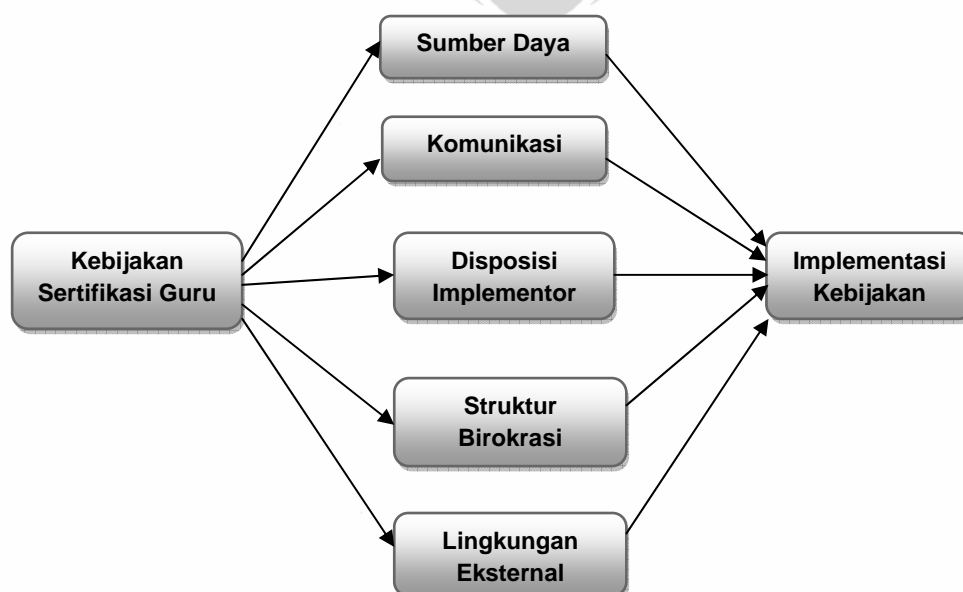 Sumber Daya
Komunikasi
Kebijakan
Sertifikasi Guru
Disposisi
Implementor
Implementasi
Kebijakan
Struktur
Birokrasi
Lingkungan
Eksternal